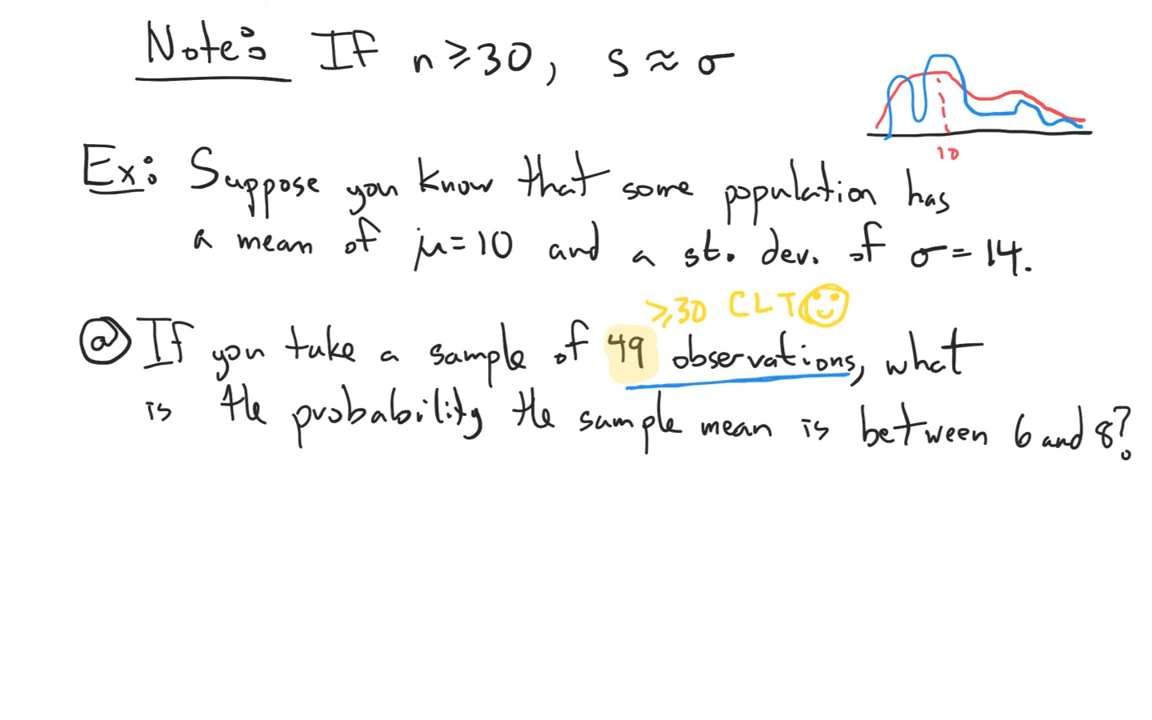 Note: If n ≥ 30, s ≈ σ
10
Ex: Suppose you know that some population has
a mean of μ = 10 and a st. dev. of σ = 14.
≥30 CLT
ⓐ If you take a sample of 49 observations, what
is the probability the sample mean is between 6 and 8?